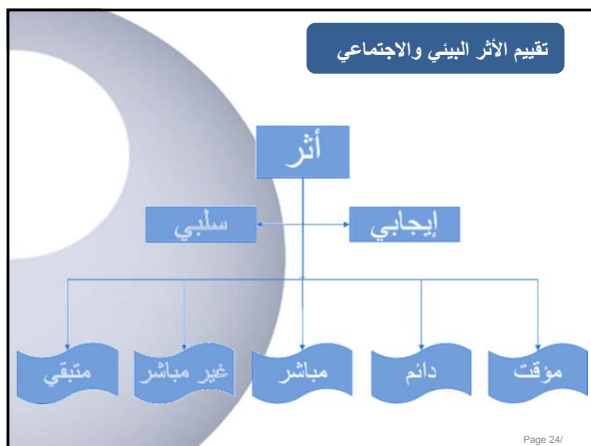 تقييم الأثر البيئي والاجتماعي
أثر
إيجابي
سلبي
مؤقت
دائم
مباشر
غير مباشر
متبقي
Page 24/